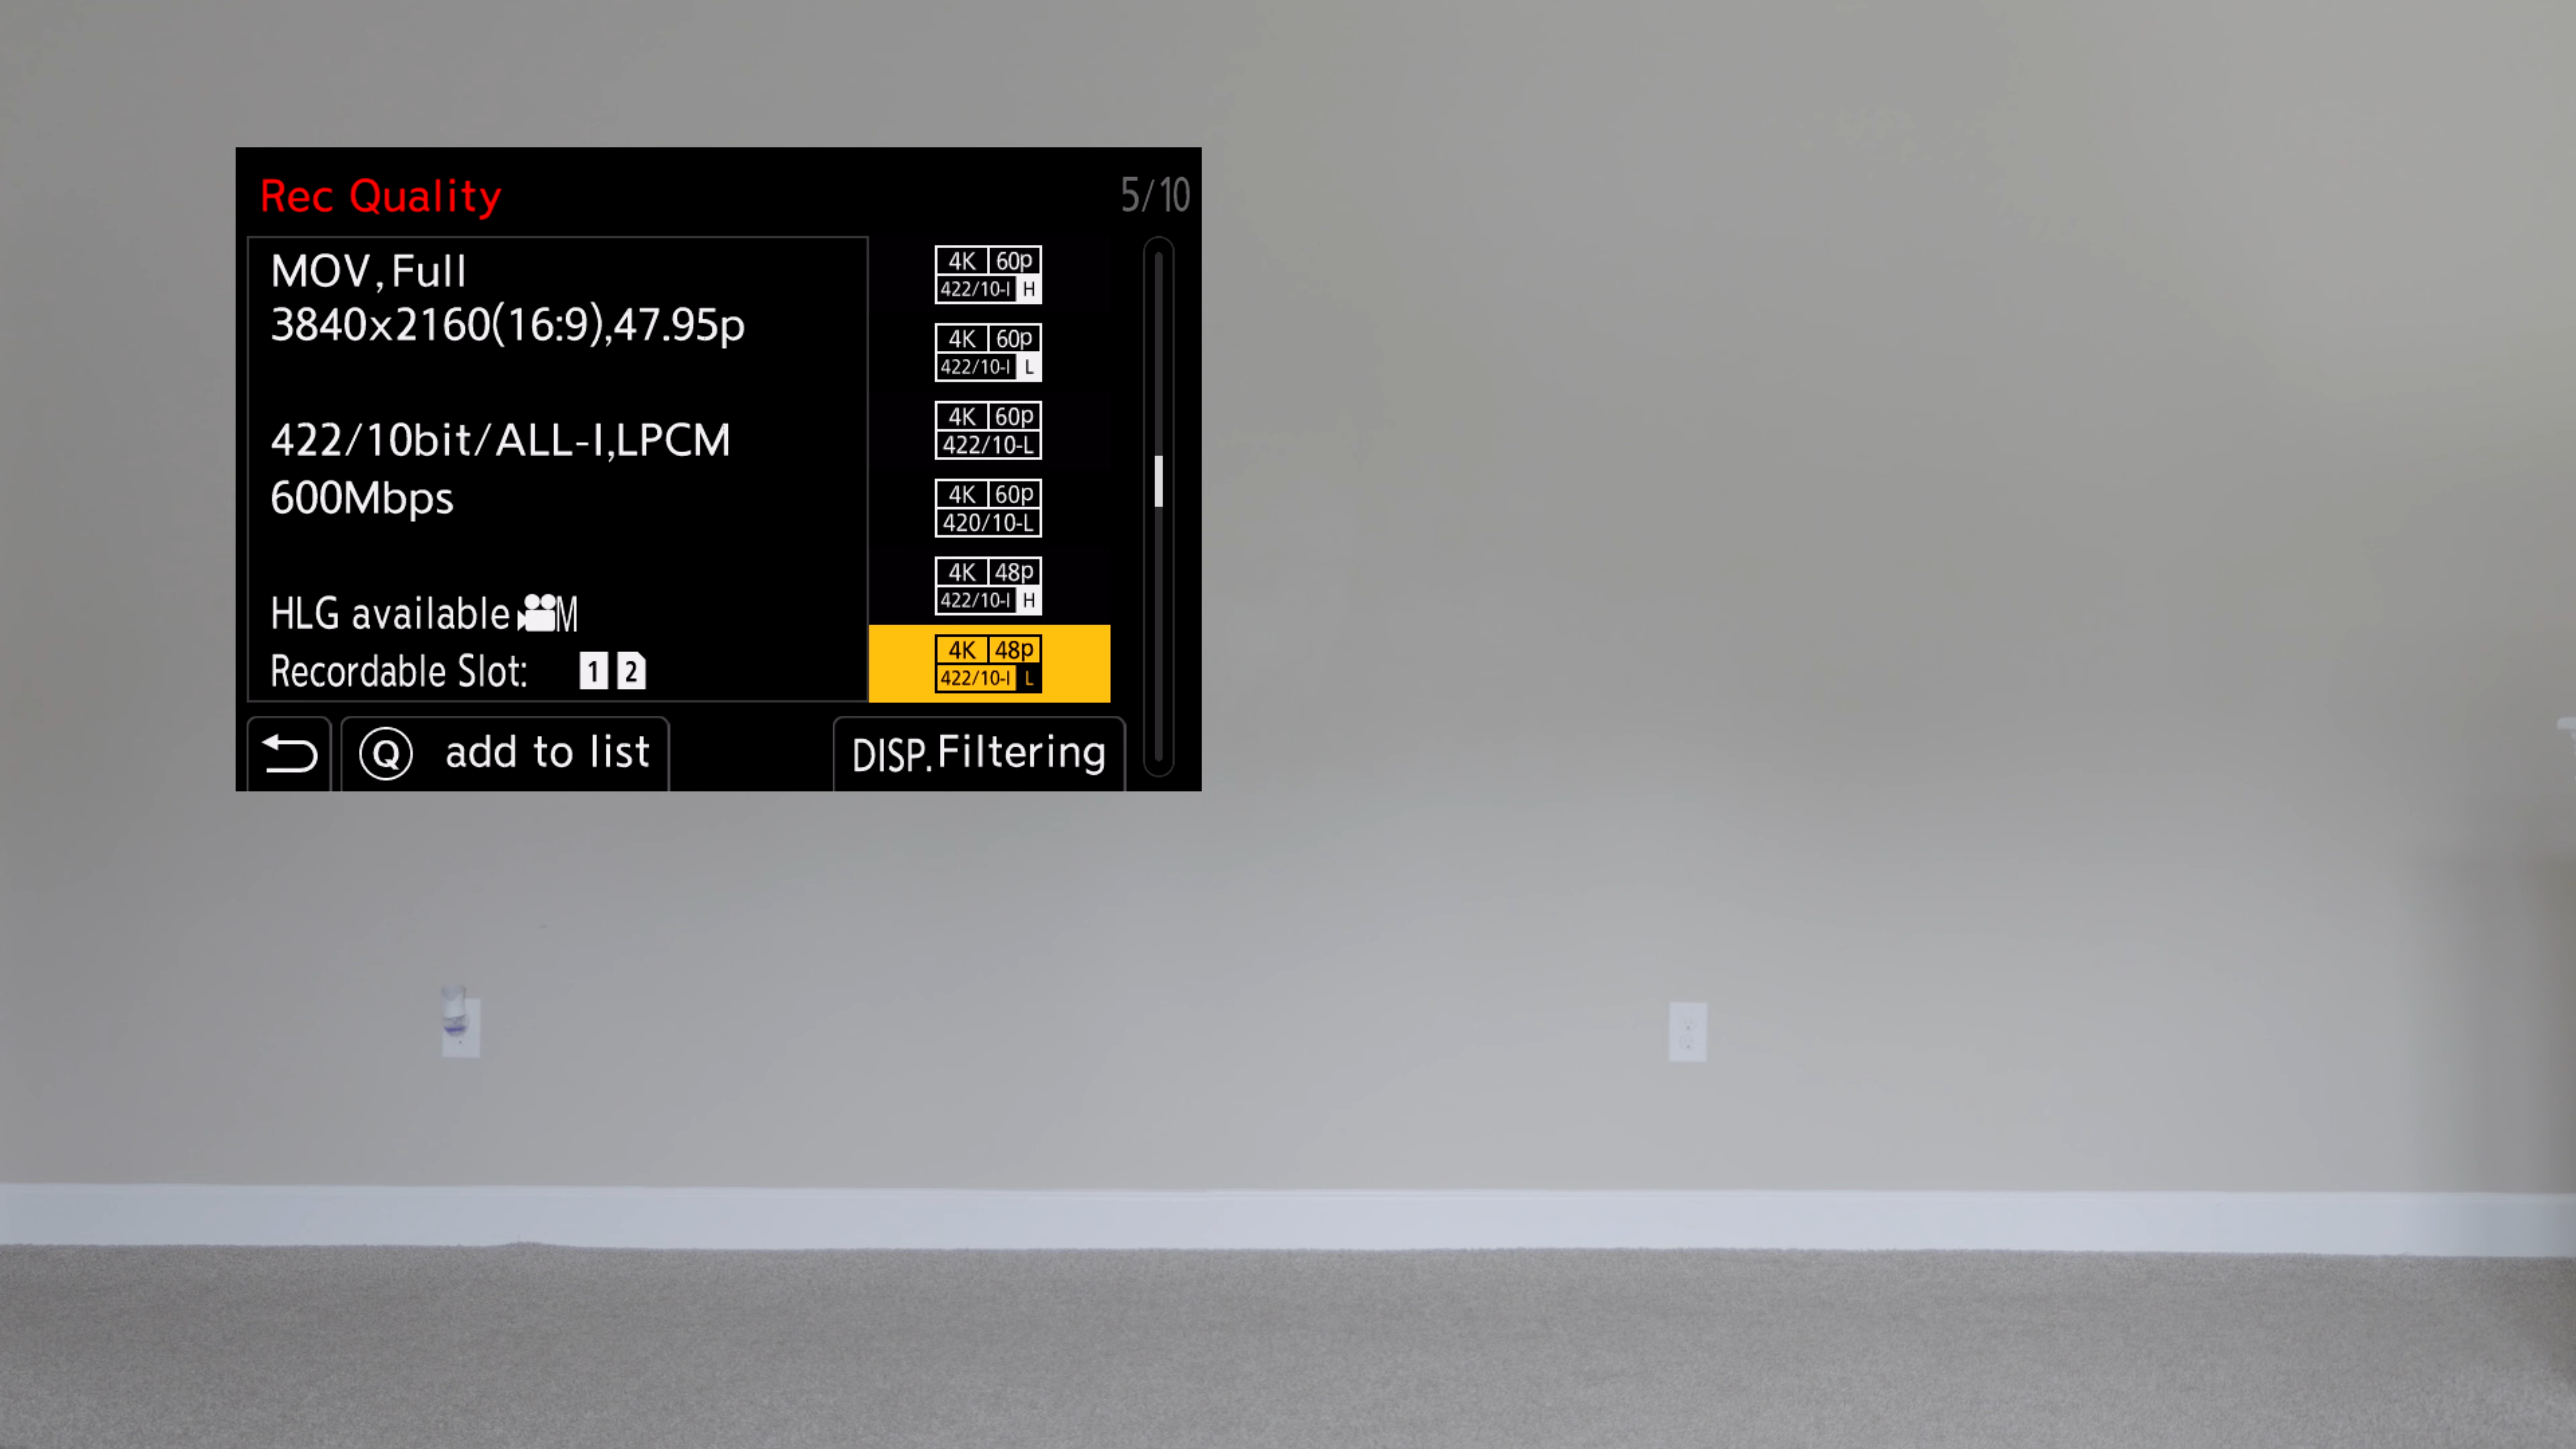 Rec Quality
5/10
MOV,Full
3840x2160(16:9),47.95p
422/10bit/ALL-I,LPCM
600Mbps
HLG available M
Recordable Slot: 1 2
4K 60p
422/10-I H
4K 60p
422/10-I L
4K 60p
422/10-L
4K 60p
420/10-L
4K 48p
422/10-I H
4K 48p
422/10-I L
Q add to list
DISP.Filtering